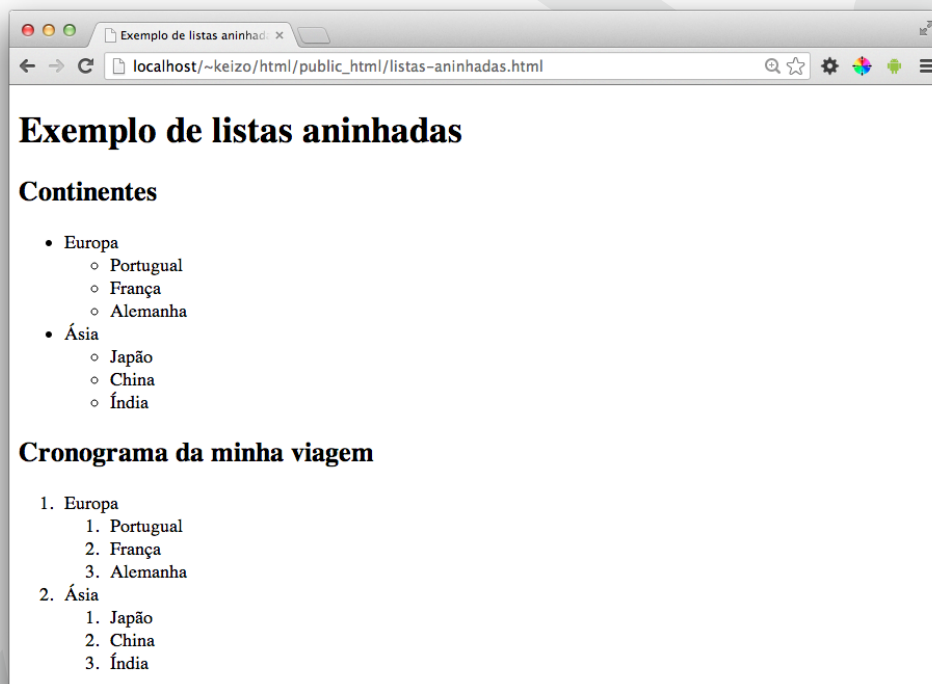 Exemplo de listas aninhad
localhost/~keizo/html/public_html/listas-aninhadas.html
Exemplo de listas aninhadas
Continentes
• Europa
◦ Portugual
◦ França
◦ Alemanha
• Ásia
◦ Japão
◦ China
◦ Índia
Cronograma da minha viagem
1. Europa
1. Portugual
2. França
3. Alemanha
2. Ásia
1. Japão
2. China
3. Índia